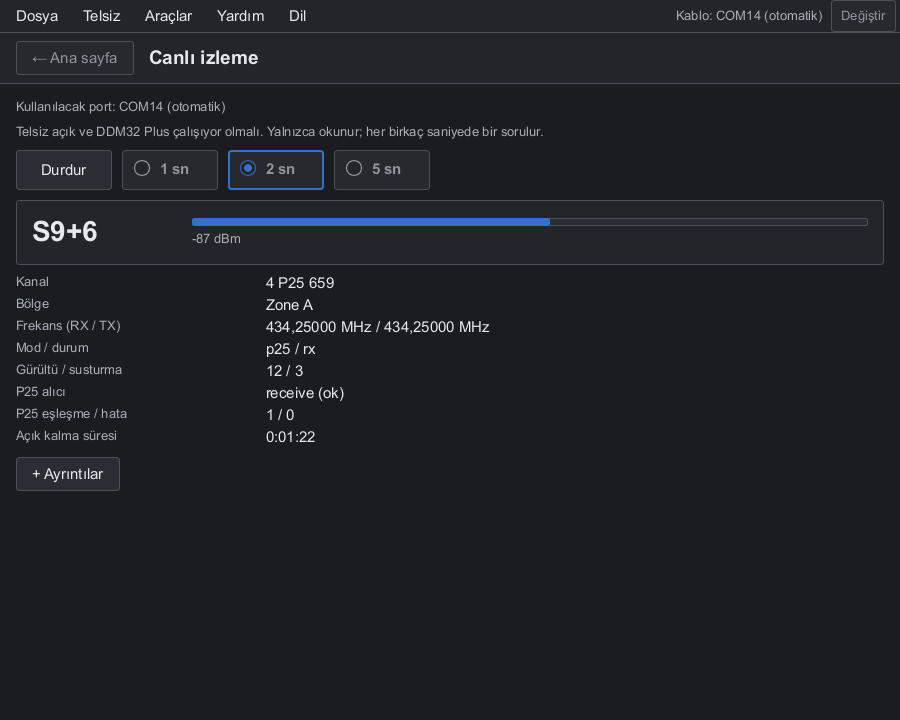 Dosya Telsiz Araçlar Yardım Dil Kablo: COM14 (otomatik) Değiştir
← Ana sayfa Canlı izleme
Kullanılacak port: COM14 (otomatik)
Telsiz açık ve DDM32 Plus çalışıyor olmalı. Yalnızca okunur; her birkaç saniyede bir sorulur.
Durdur 1 sn 2 sn 5 sn
S9+6
-87 dBm
Kanal 4 P25 659
Bölge Zone A
Frekans (RX / TX) 434,25000 MHz / 434,25000 MHz
Mod / durum p25 / rx
Gürültü / susturma 12 / 3
P25 alıcı receive (ok)
P25 eşleşme / hata 1 / 0
Açık kalma süresi 0:01:22
+ Ayrıntılar